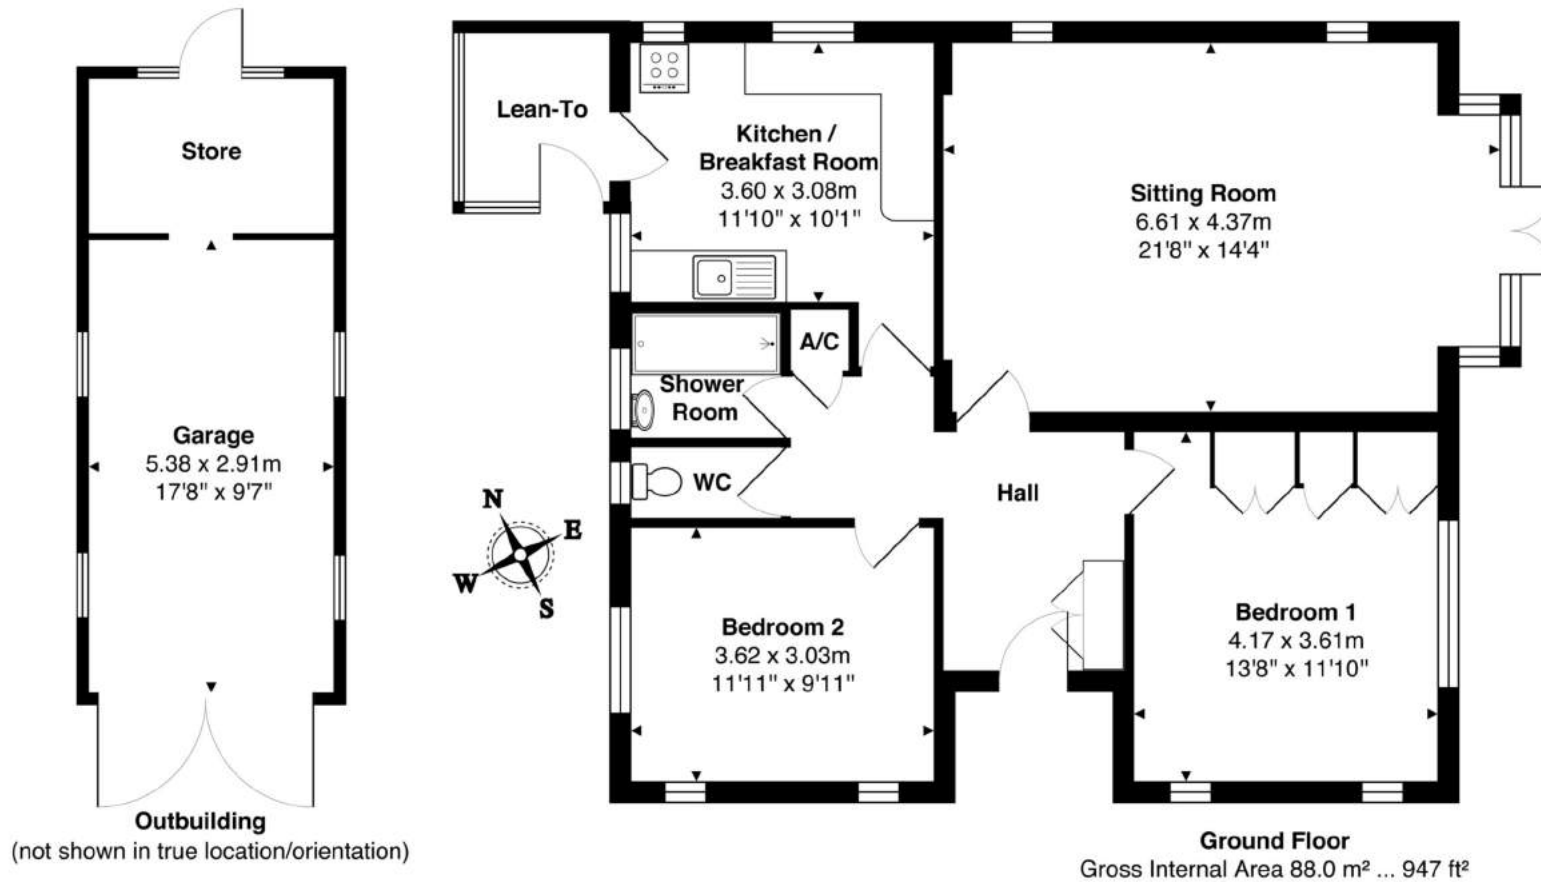 Store
Garage
5.38 x 2.91m
17'8" x 9'7"
Outbuilding
(not shown in true location/orientation)
Lean-To
Kitchen /
Breakfast Room
3.60 x 3.08m
11'10" x 10'1"
Sitting Room
6.61 x 4.37m
21'8" x 14'4"
A/C
Shower
Room
WC
Hall
N
E
W
S
Bedroom 2
3.62 x 3.03m
11'11" x 9'11"
Bedroom 1
4.17 x 3.61m
13'8" x 11'10"
Ground Floor
Gross Internal Area 88.0 m² ... 947 ft²